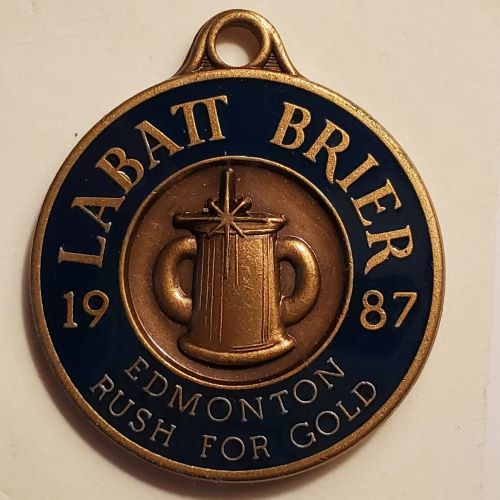 LABATT BRIER
19 87
EDMONTON
RUSH FOR GOLD